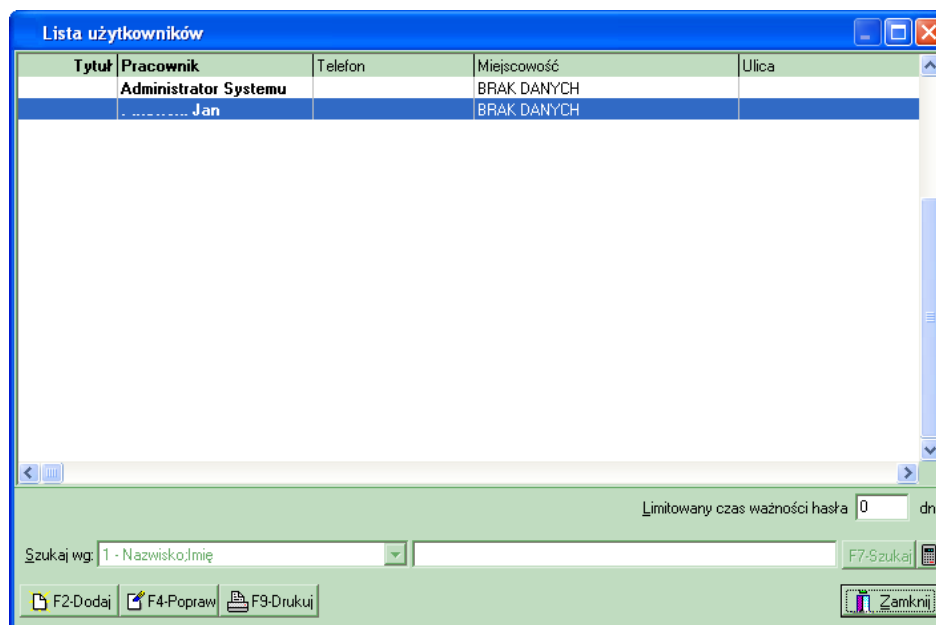 Lista użytkowników
Tytuł Pracownik Telefon Miejscowość Ulica
Administrator Systemu BRAK DANYCH
Jan BRAK DANYCH
Limitowany czas ważności hasła 0 dn
Szukaj wg: 1 - Nazwisko;Imię F7-Szukaj
F2-Dodaj F4-Popraw F9-Drukuj Zamknij